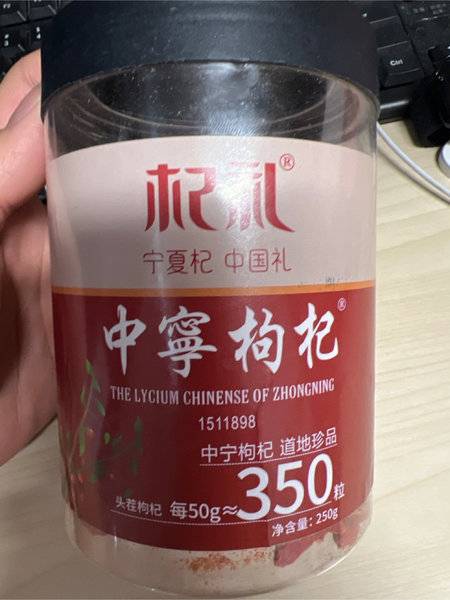 杞礼®
宁夏杞 中国礼
中寧枸杞®
THE LYCIUM CHINENSE OF ZHONGNING
1511898
中宁枸杞 道地珍品
头茬枸杞 每50g≈350粒
净含量：250g